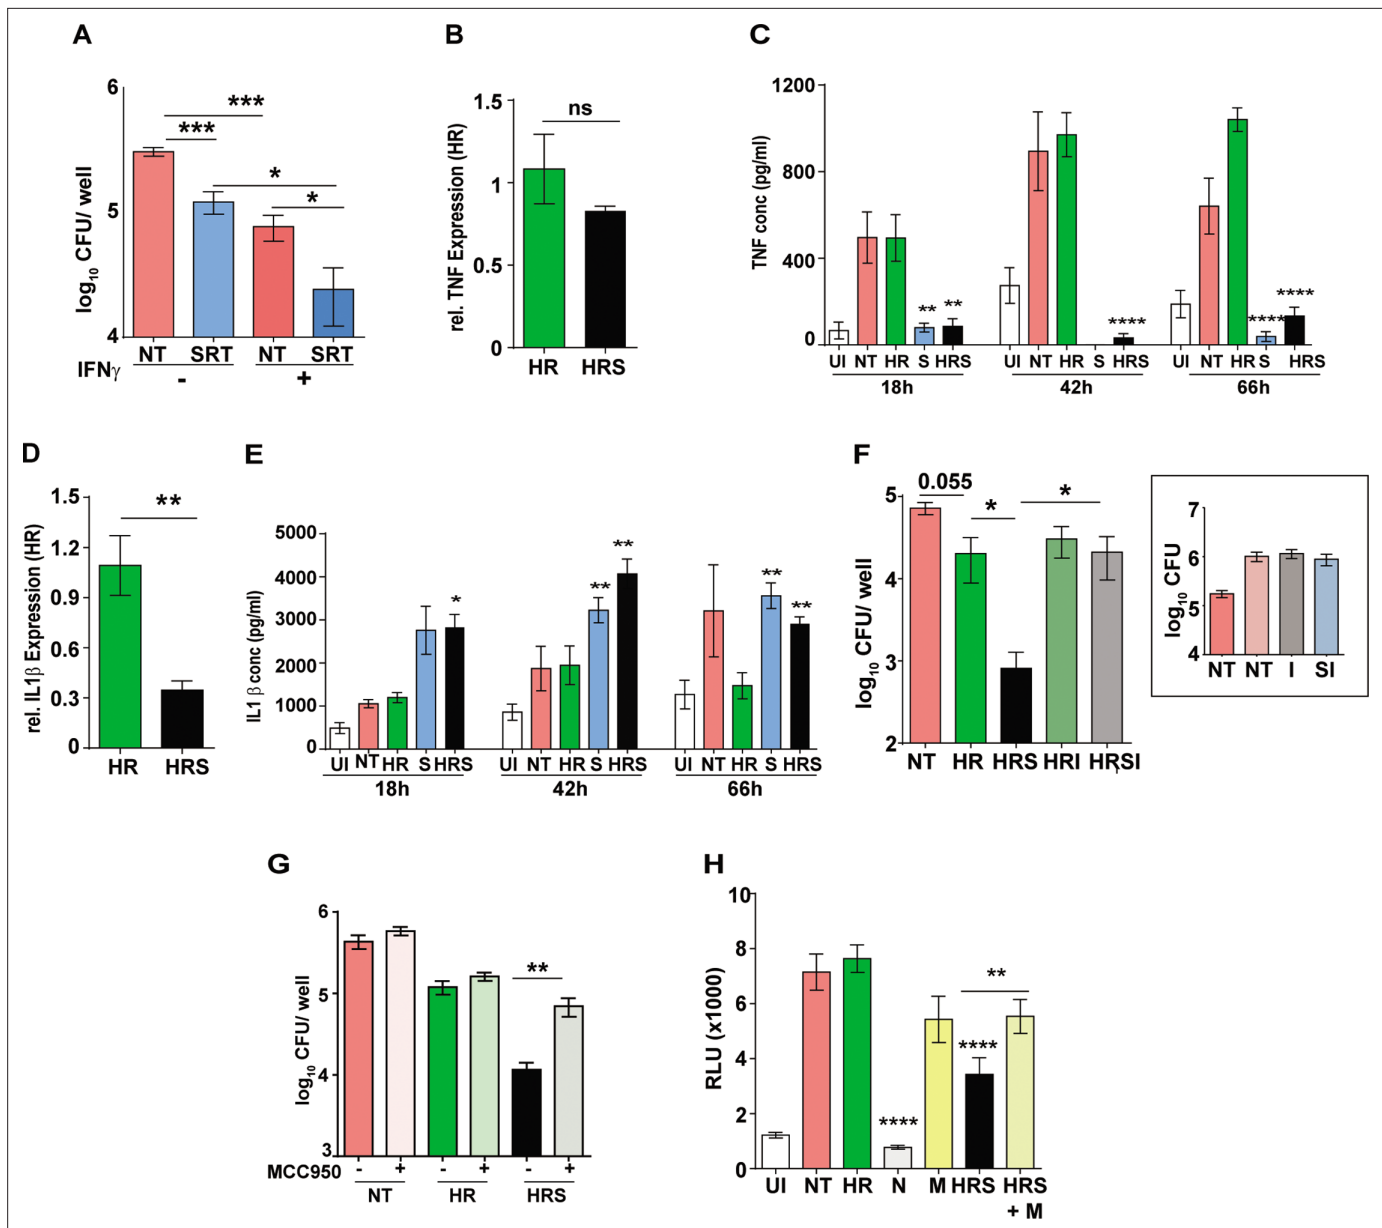 A
log10 CFU/ well
6
5
4
***
***
*
*
NT SRT NT SRT
IFNγ - +
B
rel. TNF Expression (HR)
1.5
1
0.5
0
ns
HR HRS
C
TNF conc (pg/ml)
1200
800
400
0
** **
****
**** ****
UI NT HR S HRS UI NT HR S HRS UI NT HR S HRS
18h 42h 66h
D
rel. IL1β Expression (HR)
1.5
1.2
0.9
0.6
0.3
0
**
HR HRS
E
IL1 β conc (pg/ml)
5000
4000
3000
2000
1000
0
*
** **
** **
UI NT HR S HRS UI NT HR S HRS UI NT HR S HRS
18h 42h 66h
F
log10 CFU/ well
5
4
3
2
0.055
* *
NT HR HRS HRI HRSI
log10 CFU
7
6
5
4
NT NT I SI
G
log10 CFU/ well
6
5
4
3
**
MCC950 - + - + - +
NT HR HRS
H
RLU (x1000)
10
8
6
4
2
0
****
****
**
UI NT HR N M HRS HRS
+ M